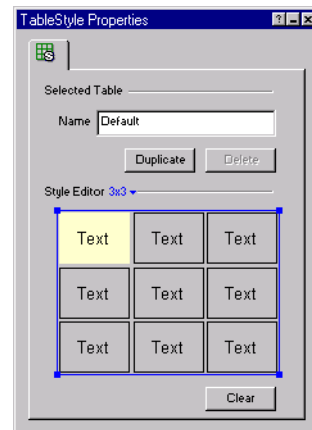 TableStyle Properties
Selected Table
Name Default
Duplicate Delete
Style Editor 3x3
Text Text Text
Text Text Text
Text Text Text
Clear